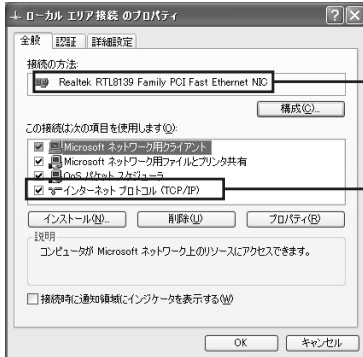 ローカル エリア接続 のプロパティ
全般 認証 詳細設定
接続の方法:
Realtek RTL8139 Family PCI Fast Ethernet NIC
構成(C)...
この接続は次の項目を使用します(O):
Microsoft ネットワーク用クライアント
Microsoft ネットワーク用ファイルとプリンタ共有
QoS パケット スケジューラ
インターネット プロトコル (TCP/IP)
インストール(N)... 削除(U) プロパティ(R)
説明
コンピュータが Microsoft ネットワーク上のリソースにアクセスできます。
接続時に通知領域にインジケータを表示する(W)
OK キャンセル